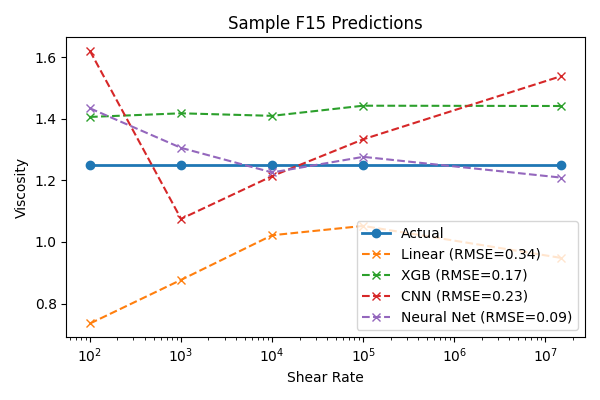 Sample F15 Predictions
Viscosity
1.6
1.4
1.2
1.0
0.8
Actual
Linear (RMSE=0.34)
XGB (RMSE=0.17)
CNN (RMSE=0.23)
Neural Net (RMSE=0.09)
10²
10³
10⁴
10⁵
10⁶
10⁷
Shear Rate